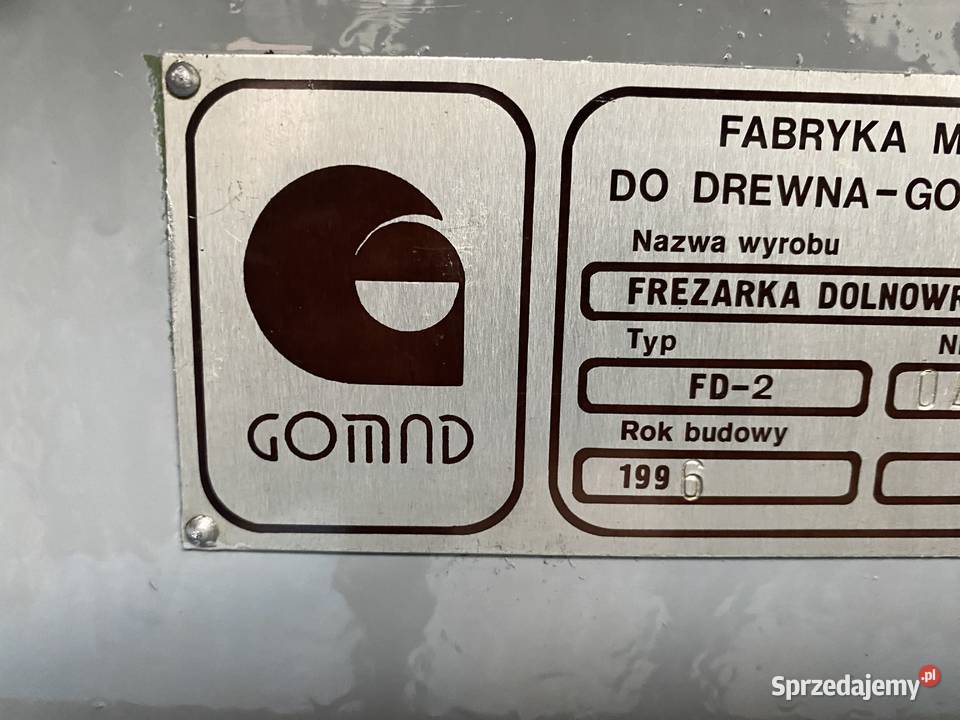 FABRYKA M
DO DREWNA-GO
Nazwa wyrobu
FREZARKA DOLNOWR
Typ
FD-2
Rok budowy
1996
GOMAD
Sprzedajemy.pl